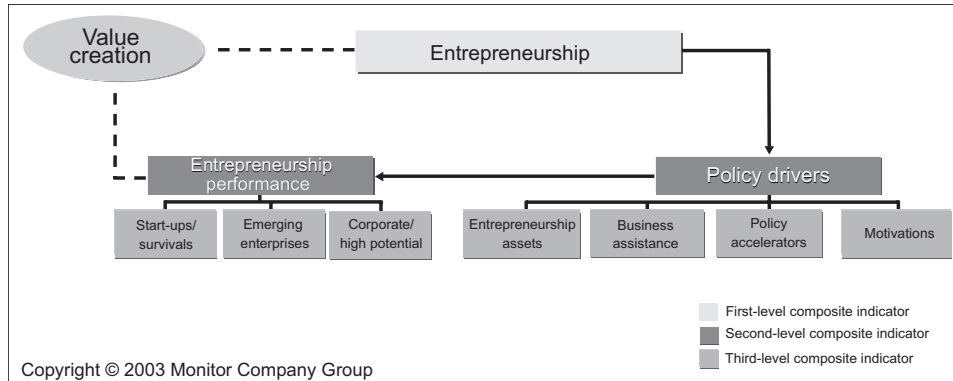 Value
creation
Entrepreneurship
Entrepreneurship
performance
Policy drivers
Start-ups/
survivals
Emerging
enterprises
Corporate/
high potential
Entrepreneurship
assets
Business
assistance
Policy
accelerators
Motivations
First-level composite indicator
Second-level composite indicator
Third-level composite indicator
Copyright © 2003 Monitor Company Group